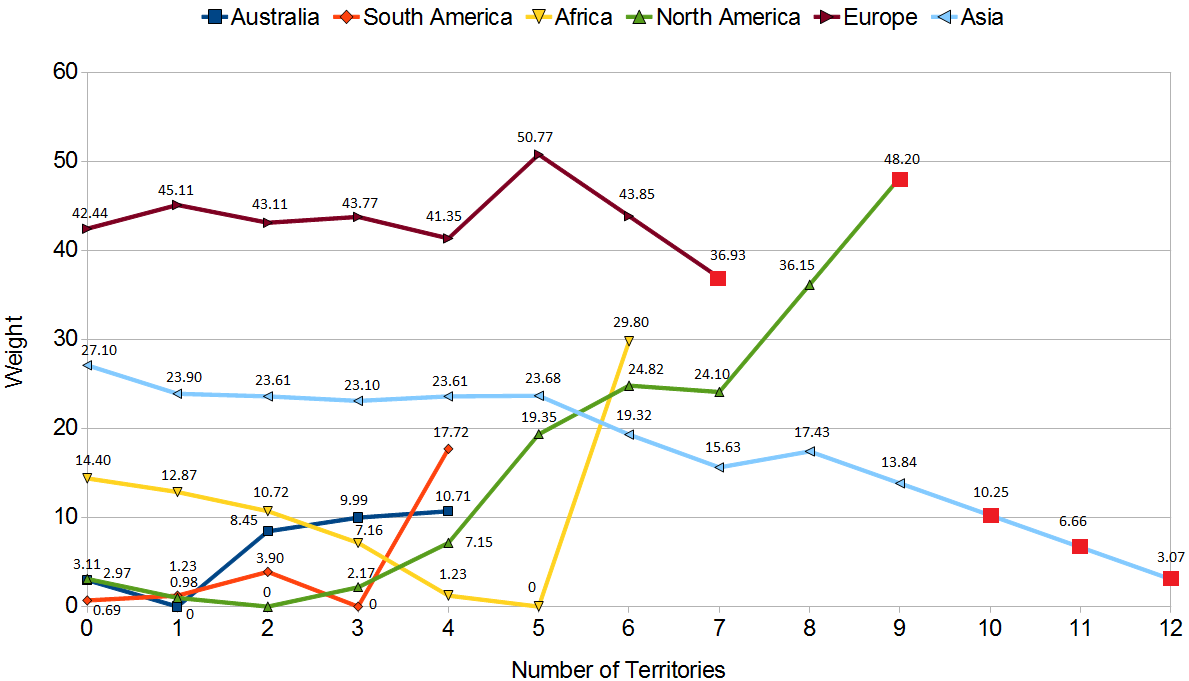 Australia South America Africa North America Europe Asia
60
50
40
30
20
10
0
Weight
42.44 45.11 43.11 43.77 41.35 50.77 43.85 36.93
27.10 23.90 23.61 23.10 23.61 23.68 19.32 15.63 17.43 13.84 10.25 6.66 3.07
14.40 12.87 10.72 7.16 1.23 0 29.80
3.11 0.98 0 2.17 7.15 19.35 24.82 24.10 36.15 48.20
2.97 0 8.45 9.99 10.71
0.69 1.23 3.90 0 17.72
0 1 2 3 4 5 6 7 8 9 10 11 12
Number of Territories